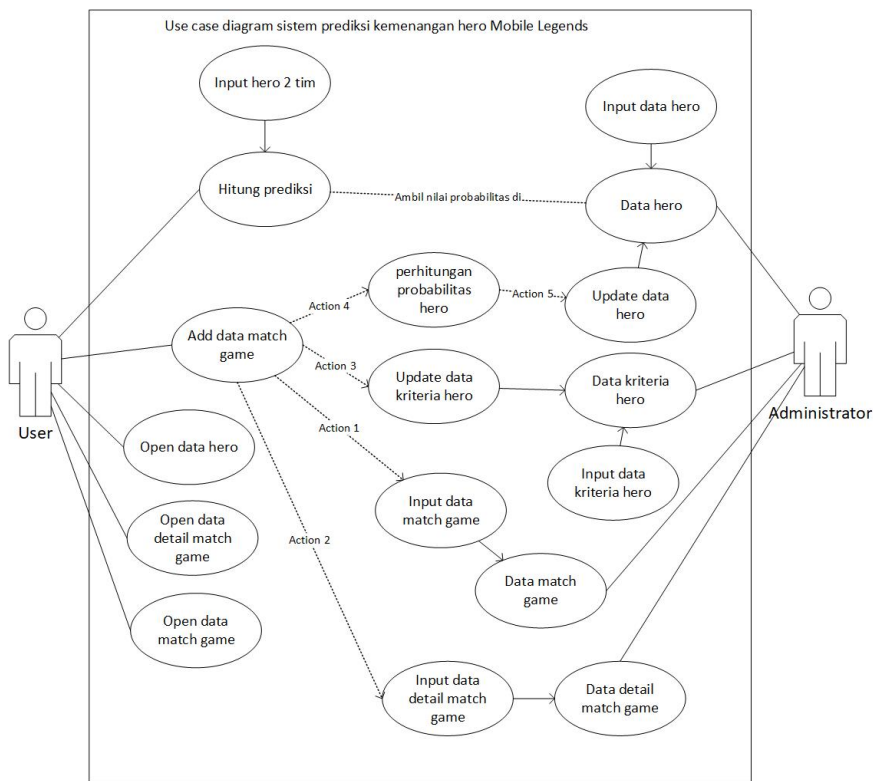 Use case diagram sistem prediksi kemenangan hero Mobile Legends
Input hero 2 tim
Input data hero
Hitung prediksi
Ambil nilai probabilitas di
Data hero
perhitungan
probabilitas
hero
Action 4
Action 5
Update data
hero
Add data match
game
Action 3
Update data
kriteria hero
Data kriteria
hero
User
Administrator
Action 1
Open data hero
Input data
kriteria hero
Input data
match game
Open data
detail match
game
Action 2
Data match
game
Open data
match game
Input data
detail match
game
Data detail
match game